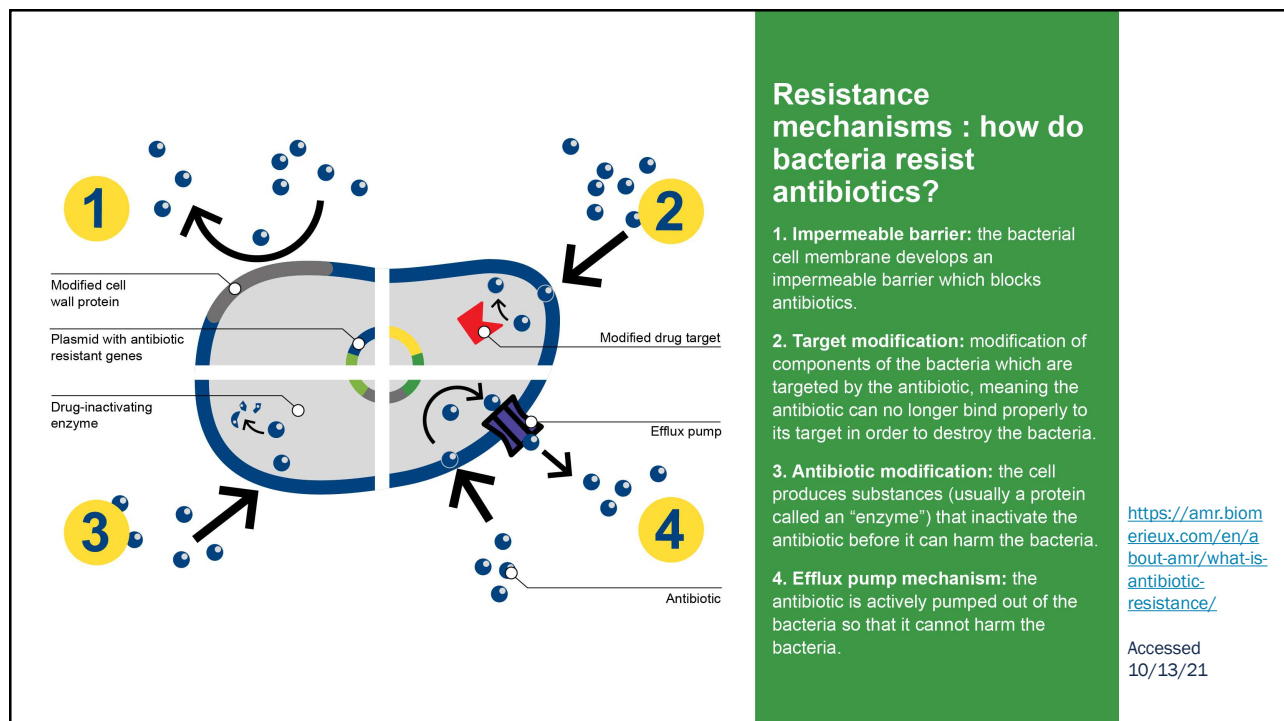 1
2
Modified cell
wall protein
Plasmid with antibiotic
resistant genes
Modified drug target
Drug-inactivating
enzyme
Efflux pump
3
4
Antibiotic
Resistance
mechanisms : how do
bacteria resist
antibiotics?
1. Impermeable barrier: the bacterial
cell membrane develops an
impermeable barrier which blocks
antibiotics.
2. Target modification: modification of
components of the bacteria which are
targeted by the antibiotic, meaning the
antibiotic can no longer bind properly to
its target in order to destroy the bacteria.
3. Antibiotic modification: the cell
produces substances (usually a protein
called an “enzyme”) that inactivate the
antibiotic before it can harm the bacteria.
4. Efflux pump mechanism: the
antibiotic is actively pumped out of the
bacteria so that it cannot harm the
bacteria.
https://amr.biom
erieux.com/en/a
bout-amr/what-is-
antibiotic-
resistance/
Accessed
10/13/21